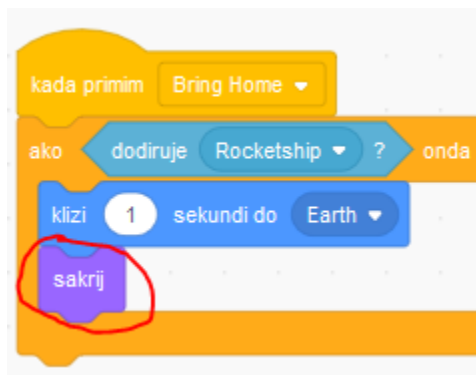 kada primim Bring Home
ako dodiruje Rocketship ? onda
klizi 1 sekundi do Earth
sakrij